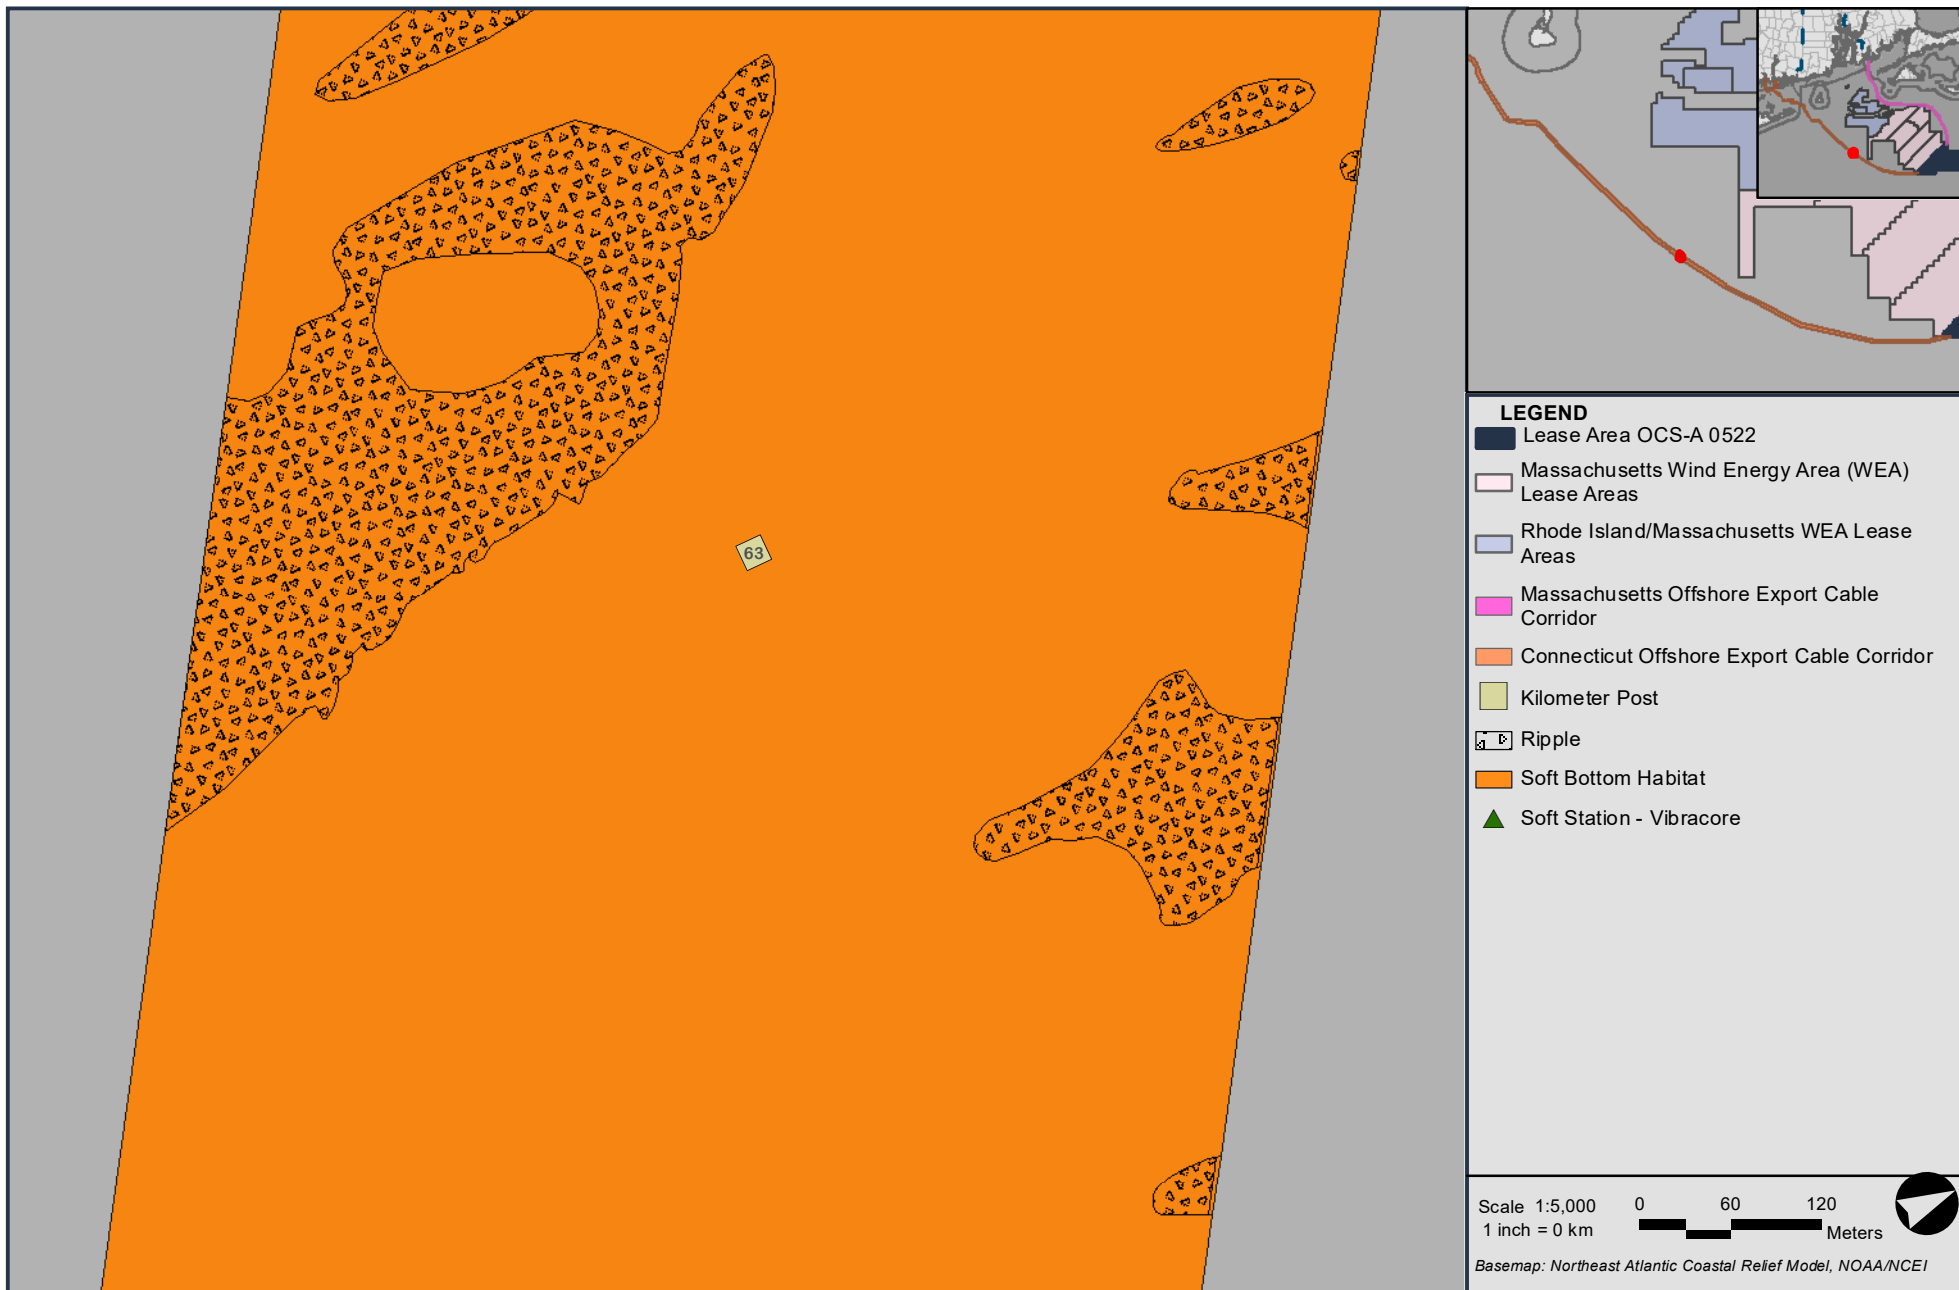 63
LEGEND
Lease Area OCS-A 0522
Massachusetts Wind Energy Area (WEA)
Lease Areas
Rhode Island/Massachusetts WEA Lease
Areas
Massachusetts Offshore Export Cable
Corridor
Connecticut Offshore Export Cable Corridor
Kilometer Post
Ripple
Soft Bottom Habitat
Soft Station - Vibracore
Scale 1:5,000
1 inch = 0 km
0 60 120
Meters
Basemap: Northeast Atlantic Coastal Relief Model, NOAA/NCEI